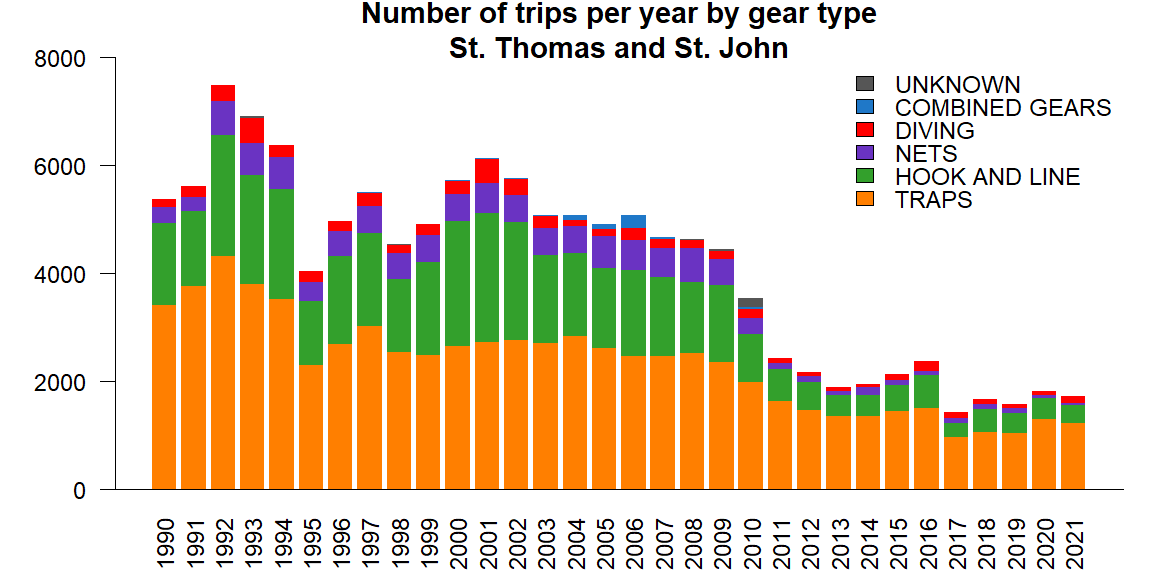 Number of trips per year by gear type
St. Thomas and St. John
8000
6000
4000
2000
0
UNKNOWN
COMBINED GEARS
DIVING
NETS
HOOK AND LINE
TRAPS
1990 1991 1992 1993 1994 1995 1996 1997 1998 1999 2000 2001 2002 2003 2004 2005 2006 2007 2008 2009 2010 2011 2012 2013 2014 2015 2016 2017 2018 2019 2020 2021